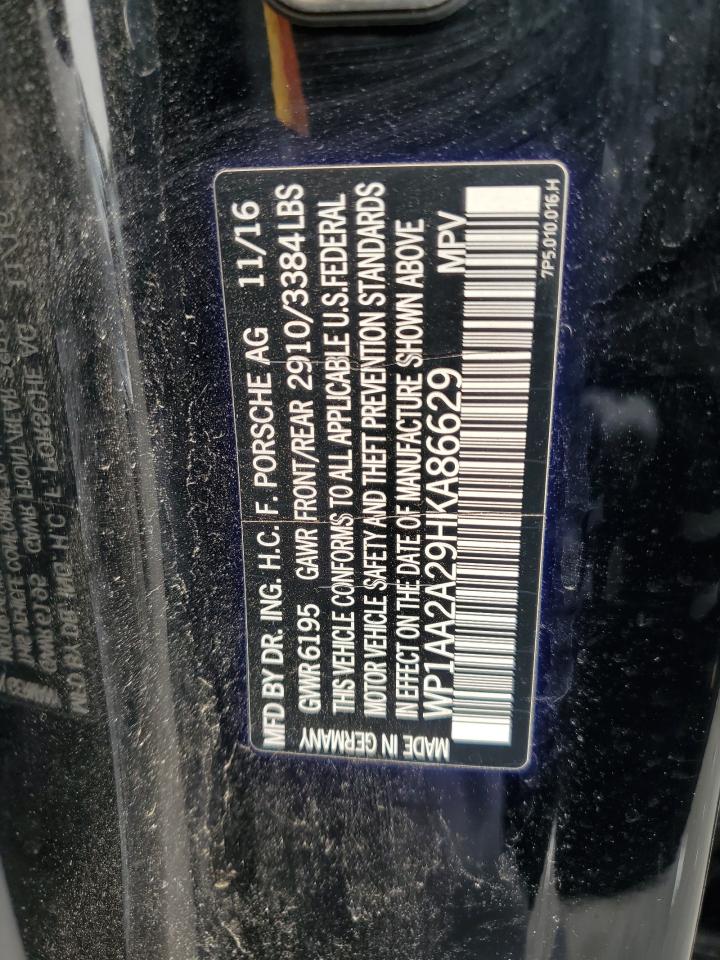 MFD BY DR. ING. H.C. F. PORSCHE AG 11/16
GVWR 6195 GAWR FRONT/REAR 2910/3384 LBS
THIS VEHICLE CONFORMS TO ALL APPLICABLE U.S. FEDERAL
MOTOR VEHICLE SAFETY AND THEFT PREVENTION STANDARDS
IN EFFECT ON THE DATE OF MANUFACTURE SHOWN ABOVE
WP1AA2A29HKA86629 MPV
MADE IN GERMANY
7P5.010.016.H